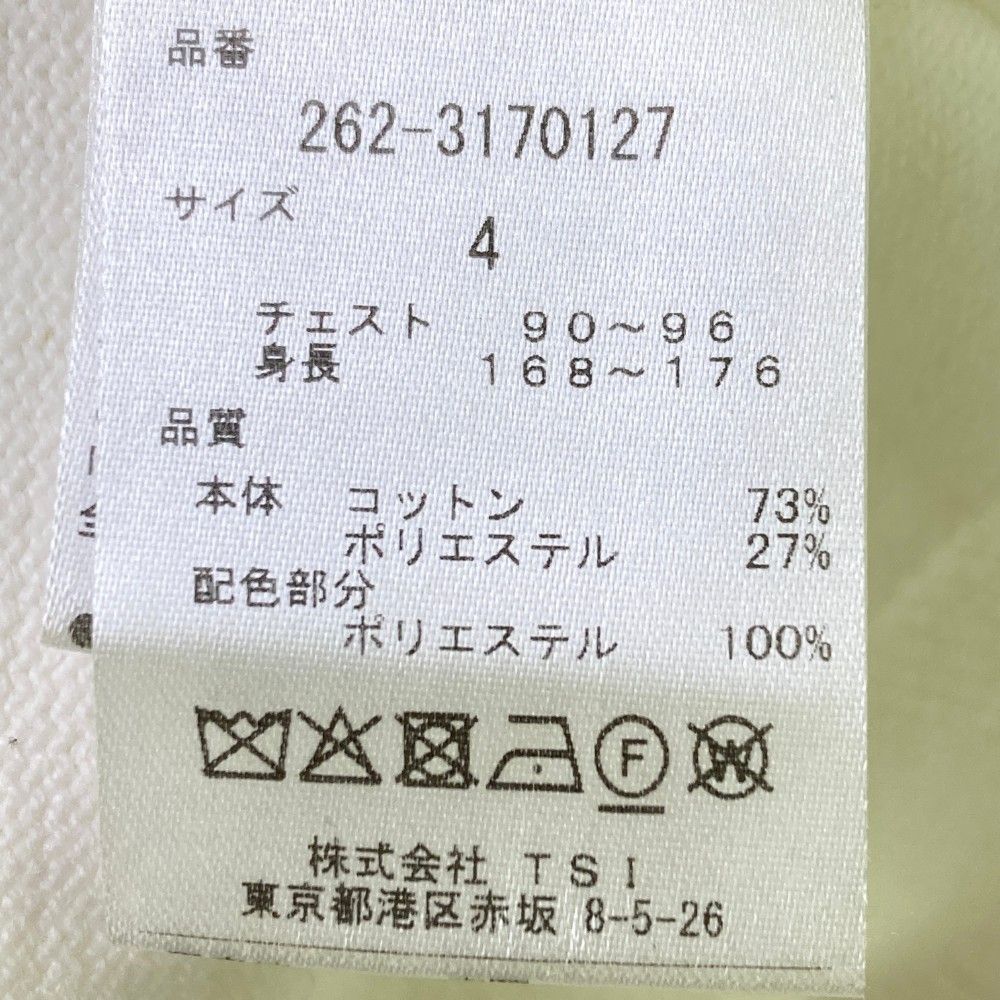 品番
262-3170127
サイズ
4
チェスト 90～96
身長 168～176
品質
本体 コットン 73%
ポリエステル 27%
配色部分
ポリエステル 100%
F
W
株式会社 TSI
東京都港区赤坂 8-5-26